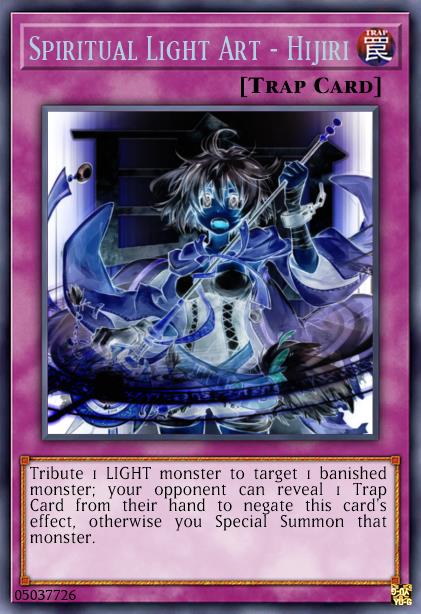 Spiritual Light Art - Hijiri
TRAP
罠
[Trap Card]
Tribute 1 LIGHT monster to target 1 banished
monster; your opponent can reveal 1 Trap
Card from their hand to negate this card's
effect, otherwise you Special Summon that
monster.
05037726